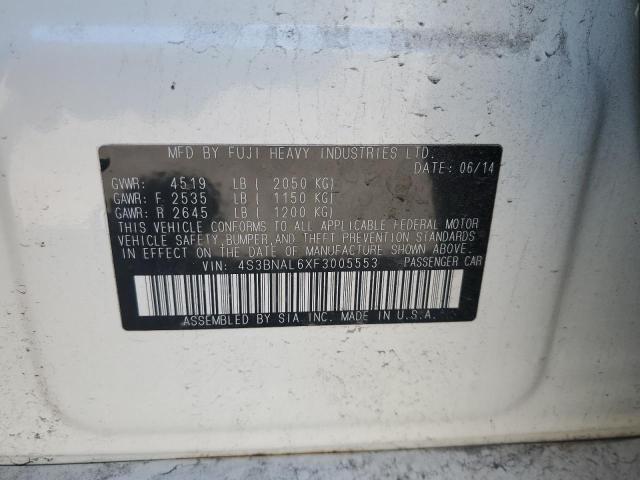 MFD BY FUJI HEAVY INDUSTRIES LTD.
DATE: 06/14
GVWR: 4519 LB ( 2050 KG)
GAWR: F 2535 LB ( 1150 KG)
GAWR: R 2645 LB ( 1200 KG)
THIS VEHICLE CONFORMS TO ALL APPLICABLE FEDERAL MOTOR
VEHICLE SAFETY, BUMPER, AND THEFT PREVENTION STANDARDS
IN EFFECT ON THE DATE OF MANUFACTURE SHOWN ABOVE.
VIN: 4S3BNAL6XF3005553 PASSENGER CAR
ASSEMBLED BY SIA INC. MADE IN U.S.A.